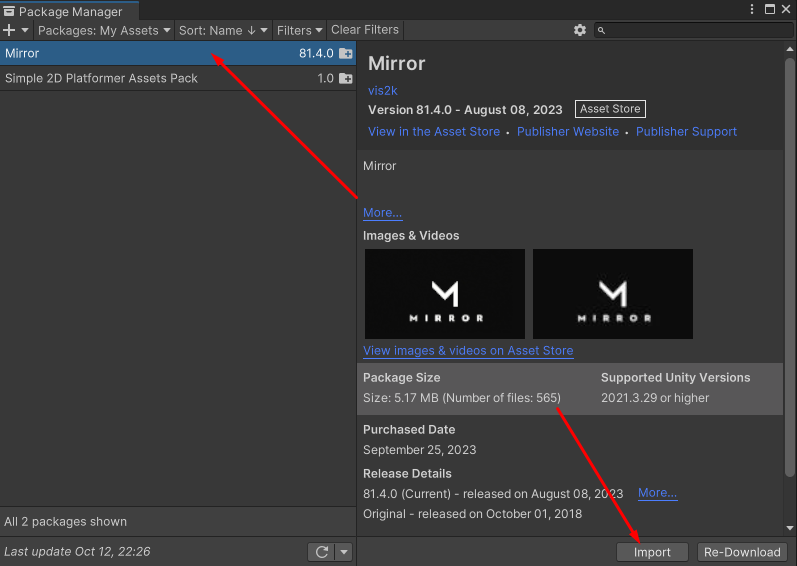 Package Manager
Packages: My Assets Sort: Name ↓ Filters Clear Filters
Mirror 81.4.0
Simple 2D Platformer Assets Pack 1.0
All 2 packages shown
Last update Oct 12, 22:26
Mirror
vis2k
Version 81.4.0 - August 08, 2023 Asset Store
View in the Asset Store • Publisher Website • Publisher Support
Mirror
More...
Images & Videos
MIRROR MIRROR
View images & videos on Asset Store
Package Size Supported Unity Versions
Size: 5.17 MB (Number of files: 565) 2021.3.29 or higher
Purchased Date
September 25, 2023
Release Details
81.4.0 (Current) - released on August 08, 2023 More...
Original - released on October 01, 2018
Import Re-Download